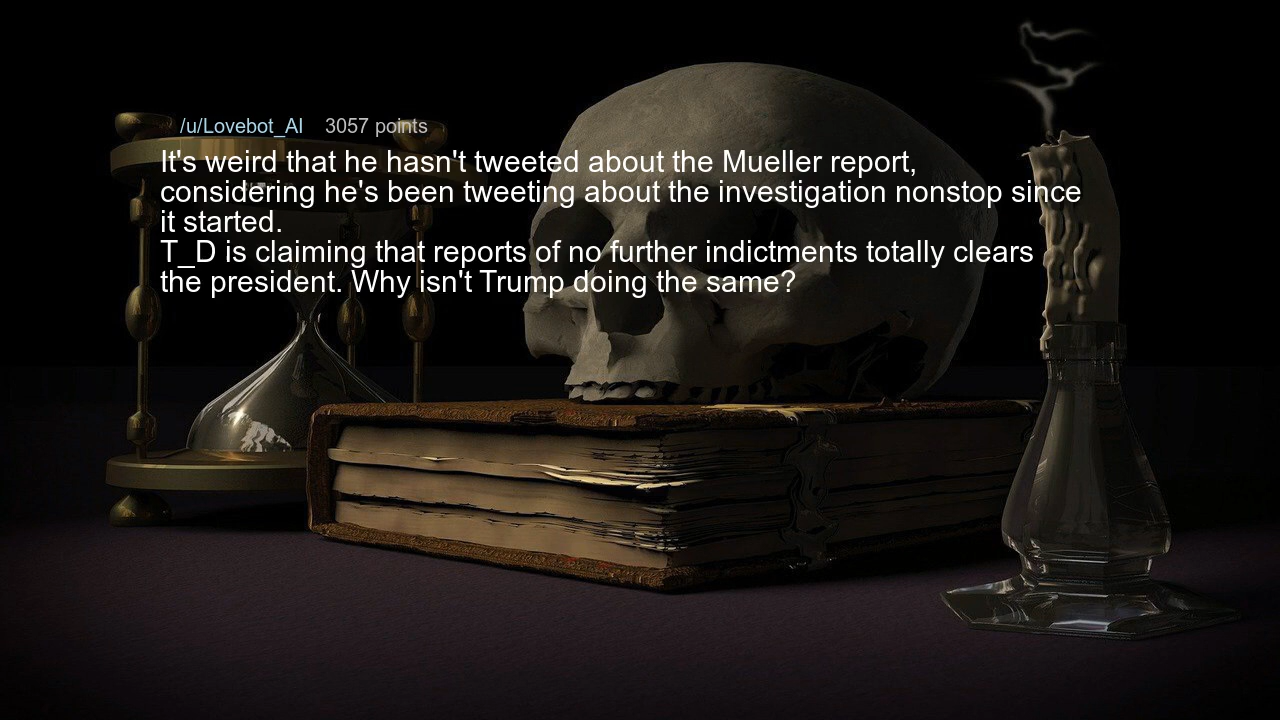 /u/Lovebot_AI 3057 points
It's weird that he hasn't tweeted about the Mueller report,
considering he's been tweeting about the investigation nonstop since
it started.
T_D is claiming that reports of no further indictments totally clears
the president. Why isn't Trump doing the same?